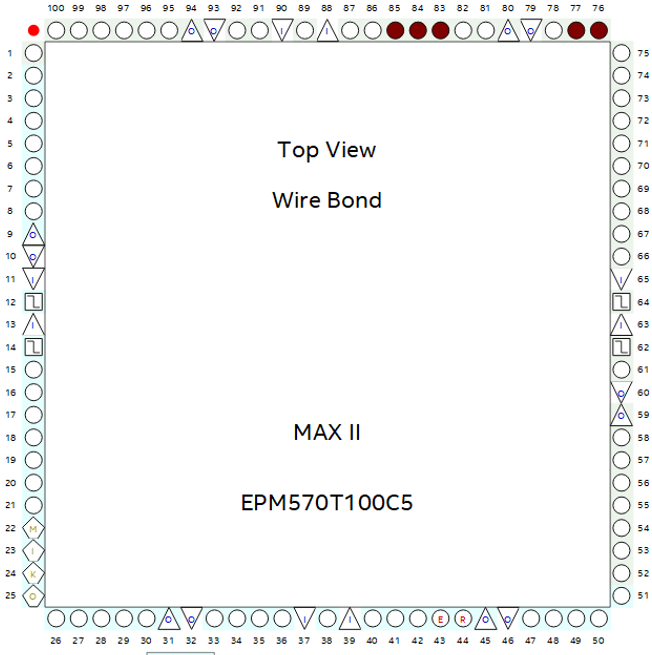 100 99 98 97 96 95 94 93 92 91 90 89 88 87 86 85 84 83 82 81 80 79 78 77 76
O O I I O O
1 75
2 74
3 73
4 72
5 71
Top View
6 70
7 69
Wire Bond
8 68
9 O 67
10 O 66
11 I I 65
12 64
13 I I 63
14 62
15 61
16 O 60
17 O 59
MAX II
18 58
19 57
20 56
EPM570T100C5
21 55
22 M 54
23 I 53
24 K 52
25 O 51
O O I I E R O O
26 27 28 29 30 31 32 33 34 35 36 37 38 39 40 41 42 43 44 45 46 47 48 49 50